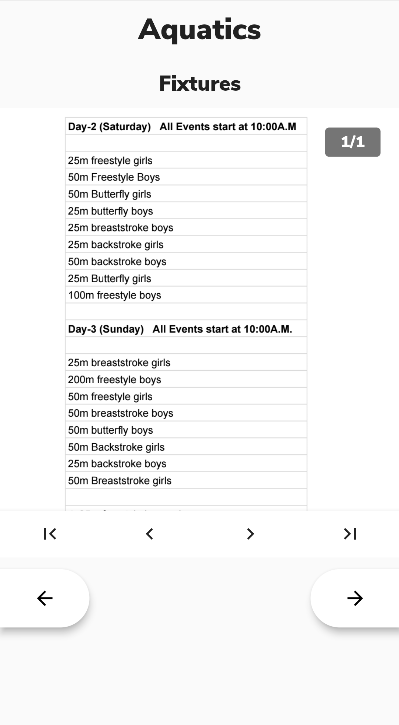 Aquatics
Fixtures
Day-2 (Saturday) All Events start at 10:00A.M
1/1
25m freestyle girls
50m Freestyle Boys
50m Butterfly girls
25m butterfly boys
25m breaststroke boys
25m backstroke girls
50m backstroke boys
25m Butterfly girls
100m freestyle boys
Day-3 (Sunday) All Events start at 10:00A.M.
25m breaststroke girls
200m freestyle boys
50m freestyle girls
50m breaststroke boys
50m butterfly boys
50m Backstroke girls
25m backstroke boys
50m Breaststroke girls